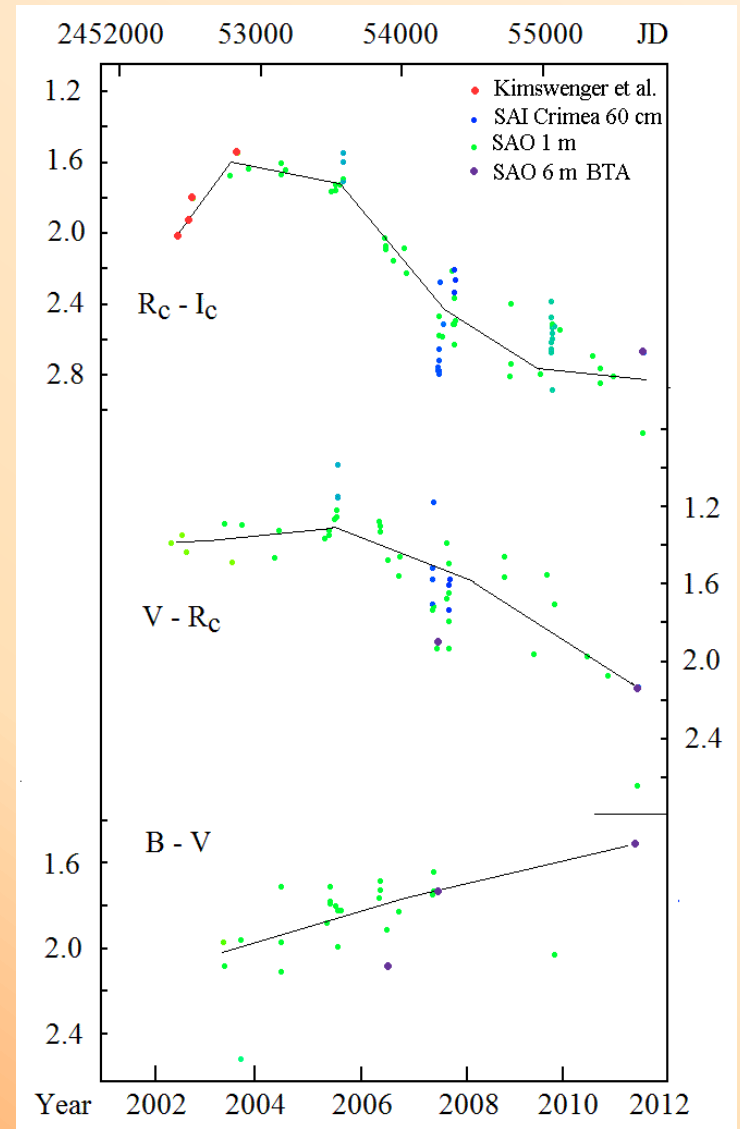 2452000 53000 54000 55000 JD
1.2
1.6
2.0
2.4
2.8
Kimswenger et al.
SAI Crimea 60 cm
SAO 1 m
SAO 6 m BTA
Rc - Ic
1.2
1.6
2.0
2.4
V - Rc
B - V
1.6
2.0
2.4
Year 2002 2004 2006 2008 2010 2012